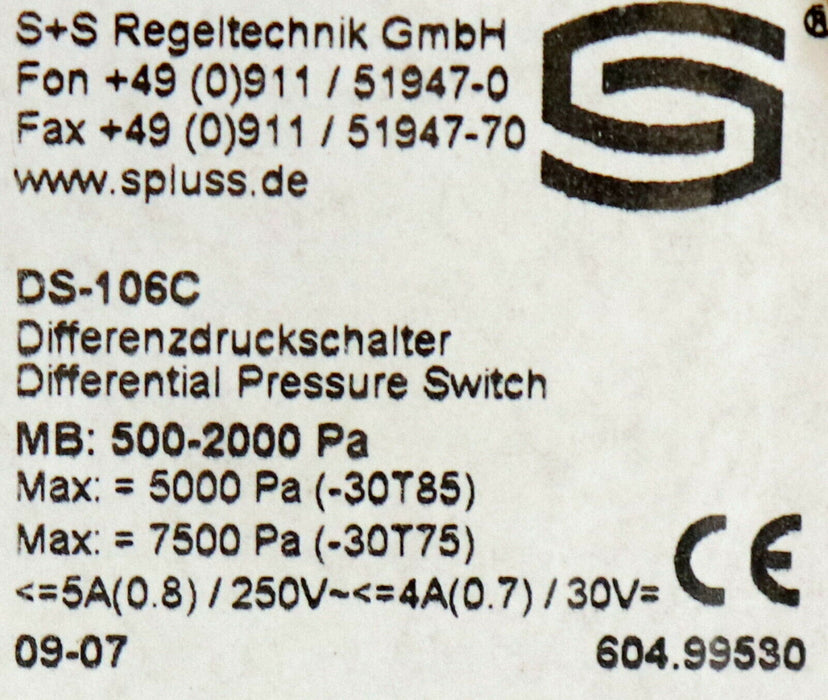 S+S Regeltechnik GmbH
Fon +49 (0)911 / 51947-0
Fax +49 (0)911 / 51947-70
www.spluss.de
S ®
DS-106C
Differenzdruckschalter
Differential Pressure Switch
MB: 500-2000 Pa
Max: = 5000 Pa (-30T85)
Max: = 7500 Pa (-30T75)
<=5A(0.8) / 250V~<=4A(0.7) / 30V=
CE
09-07 604.99530